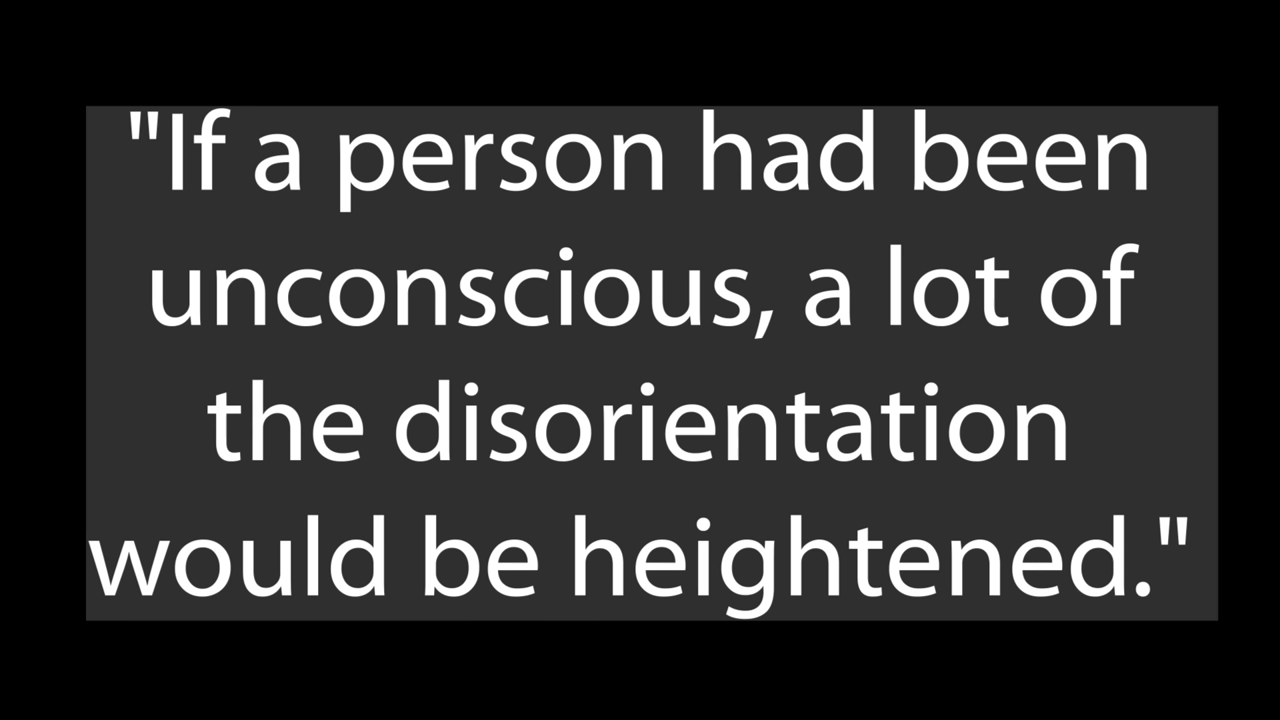 "If a person had been
unconscious, a lot of
the disorientation
would be heightened."